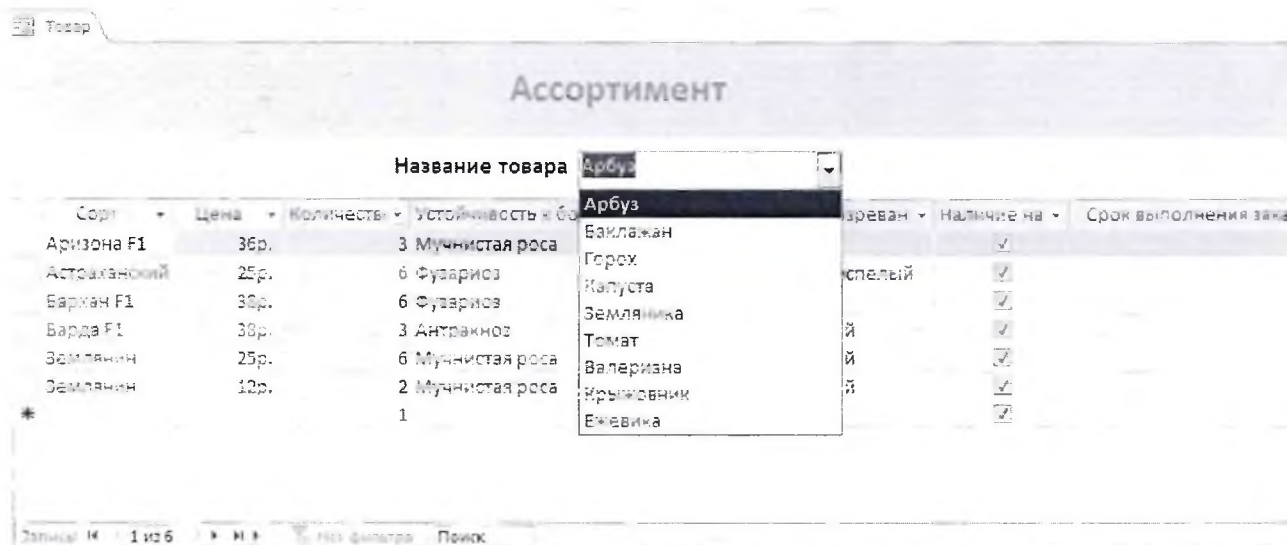 Товар
Ассортимент
Название товара Арбуз
Сорт Цена Количеств Устойчивость к бо зреван Наличие на Срок выполнения зака
Аризона F1 36р. 3 Мучнистая роса
Астраханский 25р. 6 Фузариоз успелый
Бархан F1 38р. 6 Фузариоз
Барда F1 38р. 3 Антракноз й
Землянин 25р. 6 Мучнистая роса й
Землянин 12р. 2 Мучнистая роса й
* 1
Арбуз
Баклажан
Горох
Капуста
Земляника
Томат
Валериана
Крыжовник
Ежевика
Записи 1 из 6 Нет фильтра Поиск